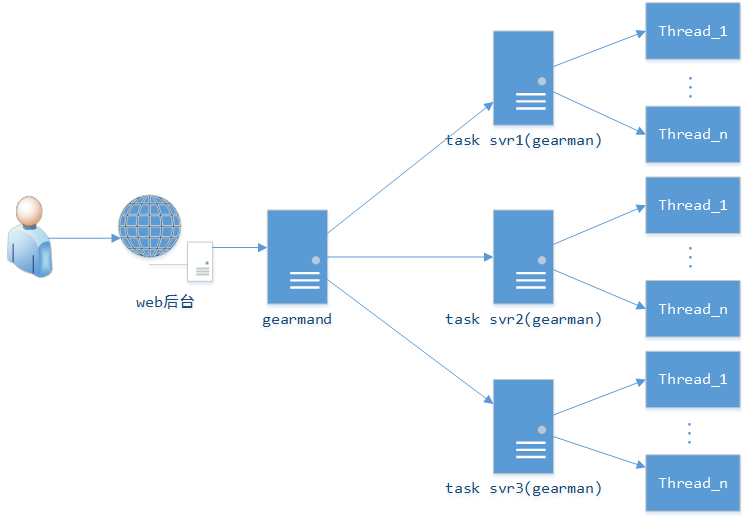 Thread_1
task svr1(gearman)
Thread_n
Thread_1
web后台
gearmand
task svr2(gearman)
Thread_n
Thread_1
task svr3(gearman)
Thread_n